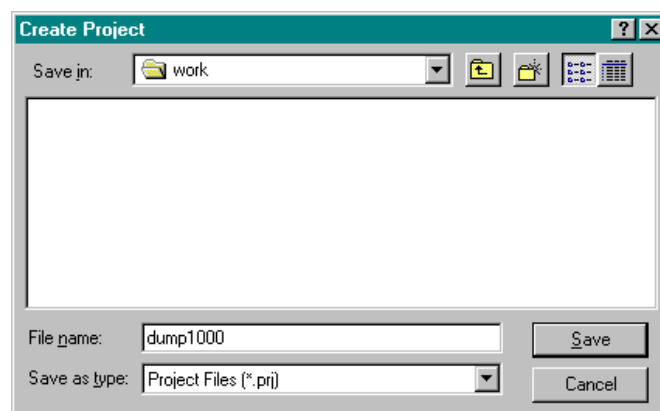 Create Project
Save in: work
File name: dump1000 Save
Save as type: Project Files (*.prj) Cancel